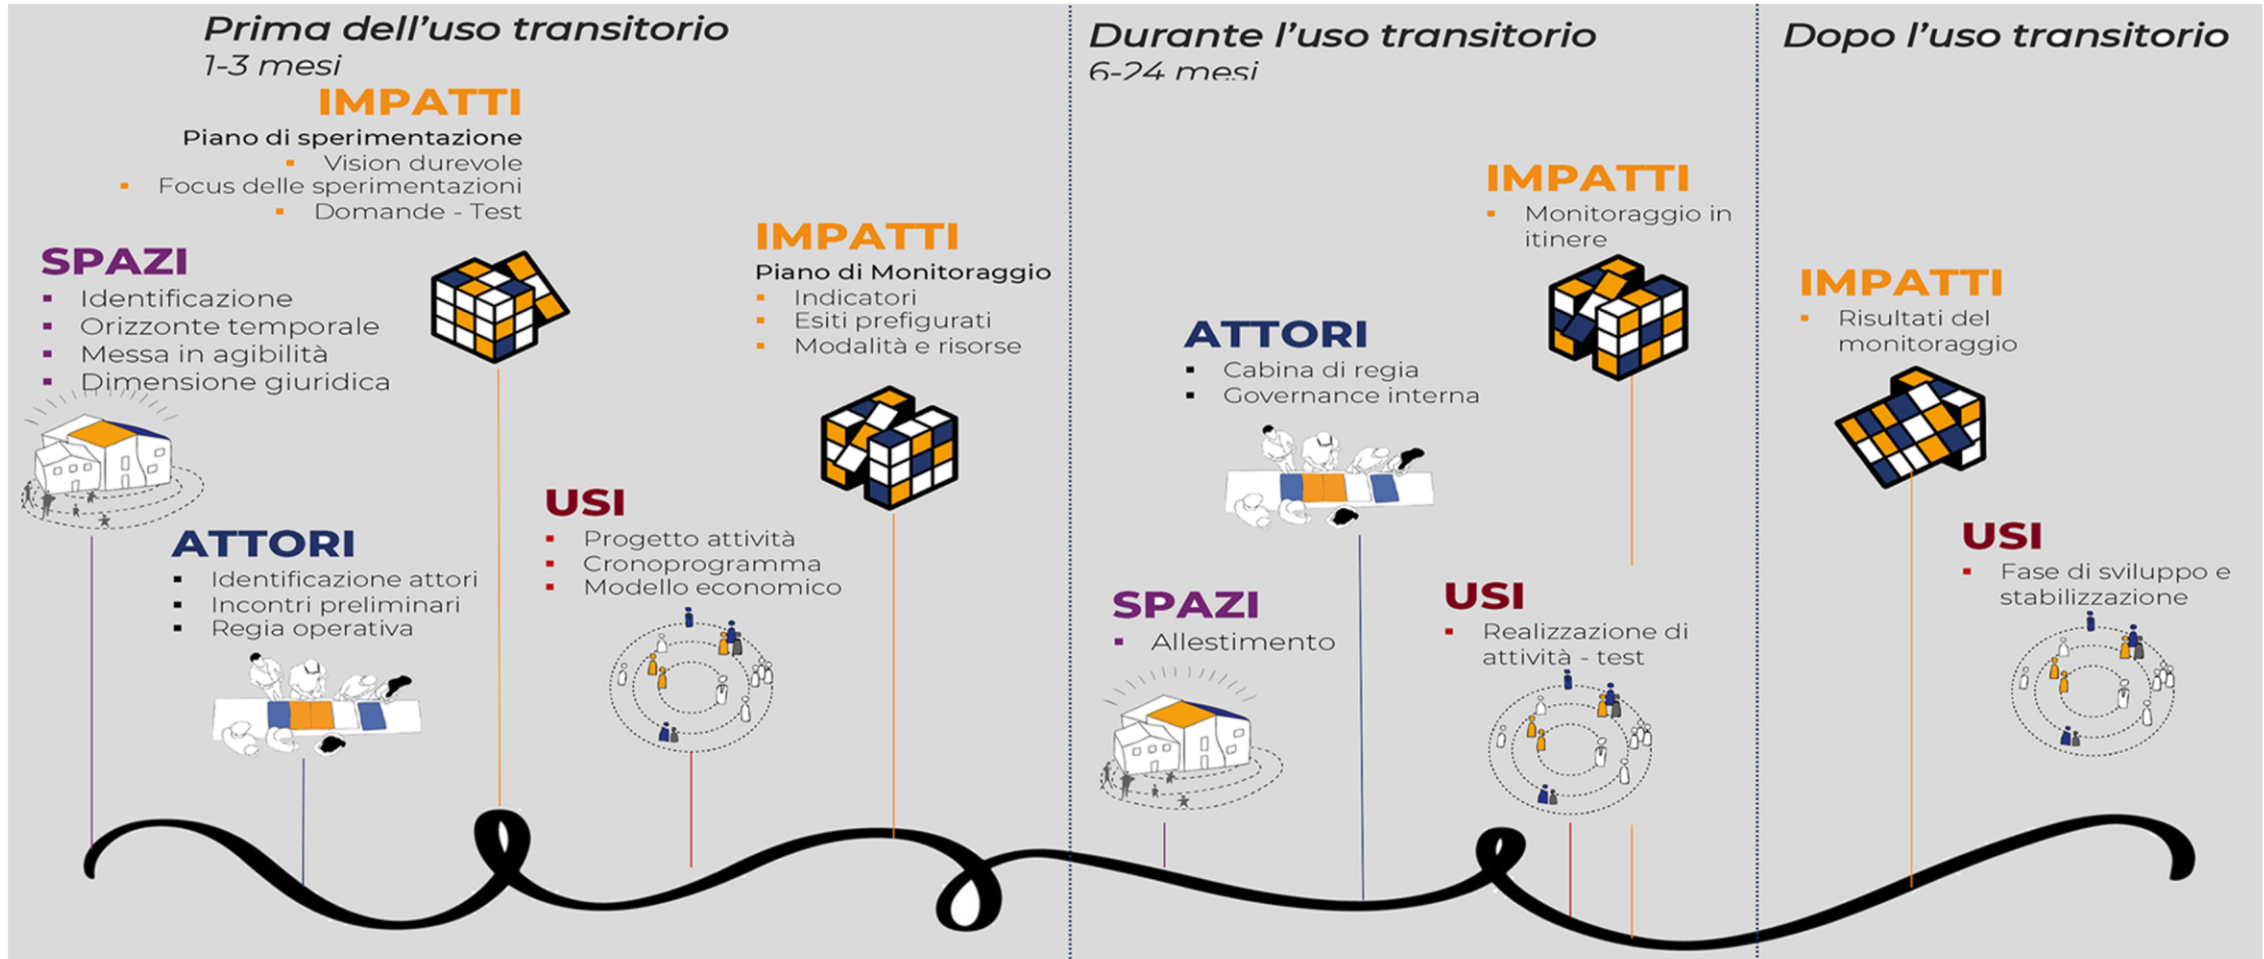 Prima dell'uso transitorio
1-3 mesi
IMPATTI
Piano di sperimentazione
▪ Vision durevole
▪ Focus delle sperimentazioni
▪ Domande - Test
SPAZI
▪ Identificazione
▪ Orizzonte temporale
▪ Messa in agibilità
▪ Dimensione giuridica
ATTORI
▪ Identificazione attori
▪ Incontri preliminari
▪ Regia operativa
USI
▪ Progetto attività
▪ Cronoprogramma
▪ Modello economico
IMPATTI
Piano di Monitoraggio
▪ Indicatori
▪ Esiti prefigurati
▪ Modalità e risorse
Durante l'uso transitorio
6-24 mesi
SPAZI
▪ Allestimento
ATTORI
▪ Cabina di regia
▪ Governance interna
USI
▪ Realizzazione di
attività - test
IMPATTI
▪ Monitoraggio in
itinere
Dopo l'uso transitorio
IMPATTI
▪ Risultati del
monitoraggio
USI
▪ Fase di sviluppo e
stabilizzazione